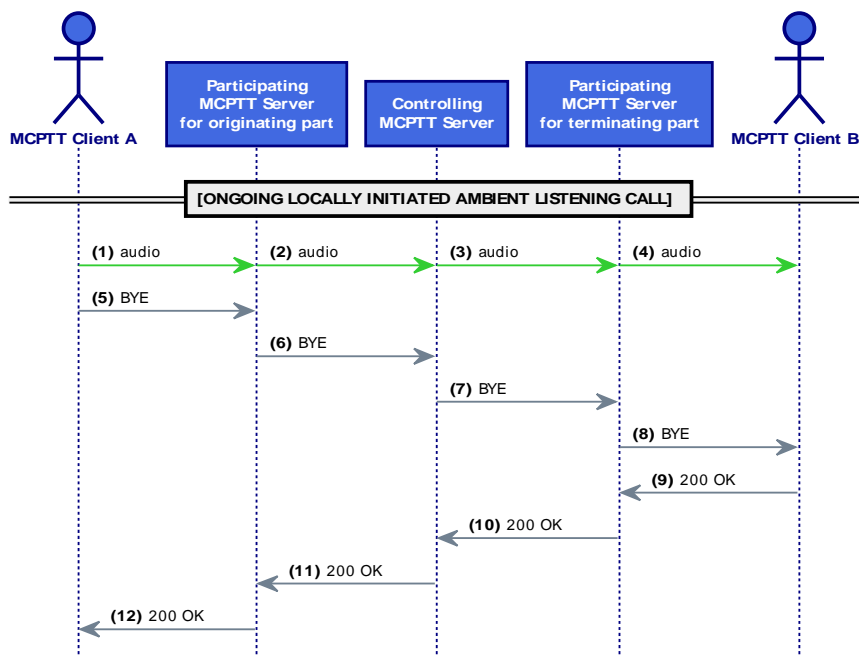 Participating
MCPTT Server
for originating part
Controlling
MCPTT Server
Participating
MCPTT Server
for terminating part
MCPTT Client A
MCPTT Client B
[ONGOING LOCALLY INITIATED AMBIENT LISTENING CALL]
(1) audio
(2) audio
(3) audio
(4) audio
(5) BYE
(6) BYE
(7) BYE
(8) BYE
(9) 200 OK
(10) 200 OK
(11) 200 OK
(12) 200 OK